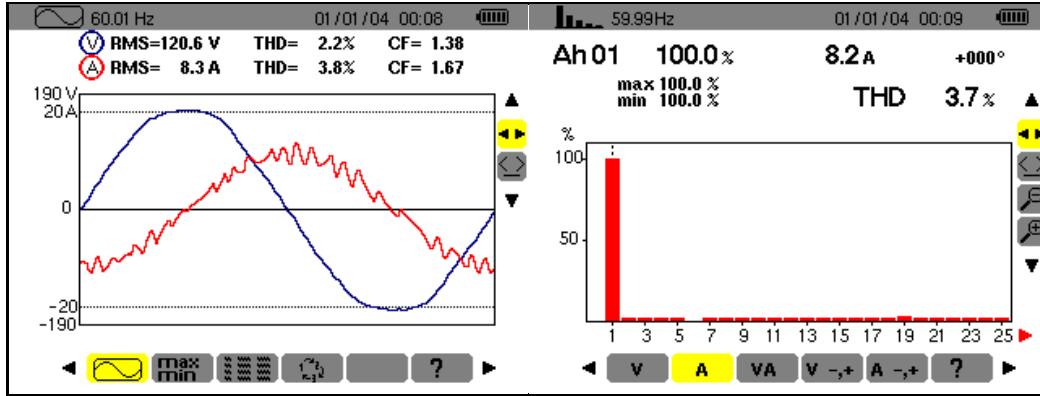 60.01 Hz 01/01/04 00:08
V RMS=120.6 V THD= 2.2% CF= 1.38
A RMS= 8.3 A THD= 3.8% CF= 1.67
190 V
20 A
0
-20
-190
max
min
?
59.99Hz 01/01/04 00:09
Ah 01 100.0 % 8.2 A +000°
max 100.0 %
min 100.0 %
THD 3.7 %
%
100
50
1 3 5 7 9 11 13 15 17 19 21 23 25
V A VA V -,+ A -,+ ?